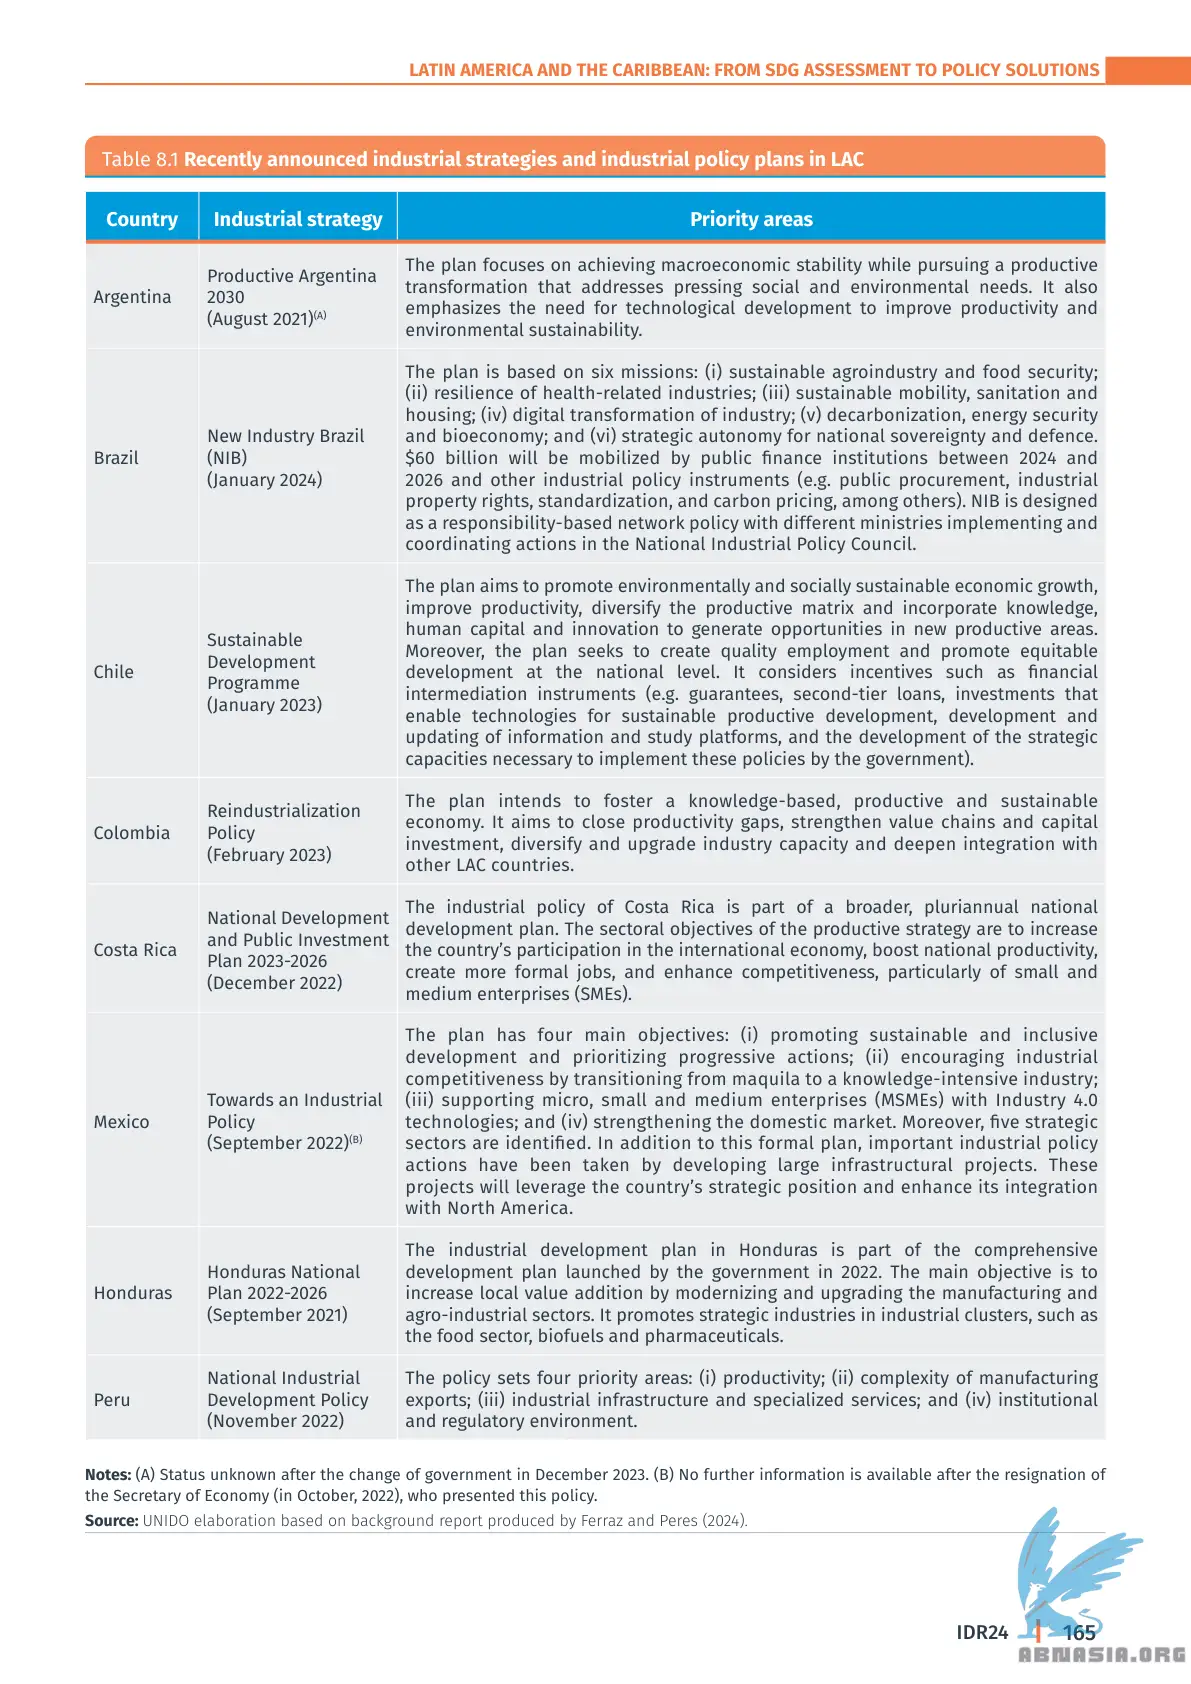 LATIN AMERICA AND THE CARIBBEAN: FROM SDG ASSESSMENT TO POLICY SOLUTIONS
Table 8.1 Recently announced industrial strategies and industrial policy plans in LAC
Country
Industrial strategy
Priority areas
Argentina
Productive Argentina
2030
(August 2021)(A)
The plan focuses on achieving macroeconomic stability while pursuing a productive
transformation that addresses pressing social and environmental needs. It also
emphasizes the need for technological development to improve productivity and
environmental sustainability.
Brazil
New Industry Brazil
(NIB)
(January 2024)
The plan is based on six missions: (i) sustainable agroindustry and food security;
(ii) resilience of health-related industries; (iii) sustainable mobility, sanitation and
housing; (iv) digital transformation of industry; (v) decarbonization, energy security
and bioeconomy; and (vi) strategic autonomy for national sovereignty and defence.
$60 billion will be mobilized by public finance institutions between 2024 and
2026 and other industrial policy instruments (e.g. public procurement, industrial
property rights, standardization, and carbon pricing, among others). NIB is designed
as a responsibility-based network policy with different ministries implementing and
coordinating actions in the National Industrial Policy Council.
Chile
Sustainable
Development
Programme
(January 2023)
The plan aims to promote environmentally and socially sustainable economic growth,
improve productivity, diversify the productive matrix and incorporate knowledge,
human capital and innovation to generate opportunities in new productive areas.
Moreover, the plan seeks to create quality employment and promote equitable
development at the national level. It considers incentives such as financial
intermediation instruments (e.g. guarantees, second-tier loans, investments that
enable technologies for sustainable productive development, development and
updating of information and study platforms, and the development of the strategic
capacities necessary to implement these policies by the government).
Colombia
Reindustrialization
Policy
(February 2023)
The plan intends to foster a knowledge-based, productive and sustainable
economy. It aims to close productivity gaps, strengthen value chains and capital
investment, diversify and upgrade industry capacity and deepen integration with
other LAC countries.
Costa Rica
National Development
and Public Investment
Plan 2023-2026
(December 2022)
The industrial policy of Costa Rica is part of a broader, pluriannual national
development plan. The sectoral objectives of the productive strategy are to increase
the country’s participation in the international economy, boost national productivity,
create more formal jobs, and enhance competitiveness, particularly of small and
medium enterprises (SMEs).
Mexico
Towards an Industrial
Policy
(September 2022)(B)
The plan has four main objectives: (i) promoting sustainable and inclusive
development and prioritizing progressive actions; (ii) encouraging industrial
competitiveness by transitioning from maquila to a knowledge-intensive industry;
(iii) supporting micro, small and medium enterprises (MSMEs) with Industry 4.0
technologies; and (iv) strengthening the domestic market. Moreover, five strategic
sectors are identified. In addition to this formal plan, important industrial policy
actions have been taken by developing large infrastructural projects. These
projects will leverage the country’s strategic position and enhance its integration
with North America.
Honduras
Honduras National
Plan 2022-2026
(September 2021)
The industrial development plan in Honduras is part of the comprehensive
development plan launched by the government in 2022. The main objective is to
increase local value addition by modernizing and upgrading the manufacturing and
agro-industrial sectors. It promotes strategic industries in industrial clusters, such as
the food sector, biofuels and pharmaceuticals.
Peru
National Industrial
Development Policy
(November 2022)
The policy sets four priority areas: (i) productivity; (ii) complexity of manufacturing
exports; (iii) industrial infrastructure and specialized services; and (iv) institutional
and regulatory environment.
Notes: (A) Status unknown after the change of government in December 2023. (B) No further information is available after the resignation of
the Secretary of Economy (in October, 2022), who presented this policy.
Source: UNIDO elaboration based on background report produced by Ferraz and Peres (2024).
IDR24 | 165
ABNASIA.ORG